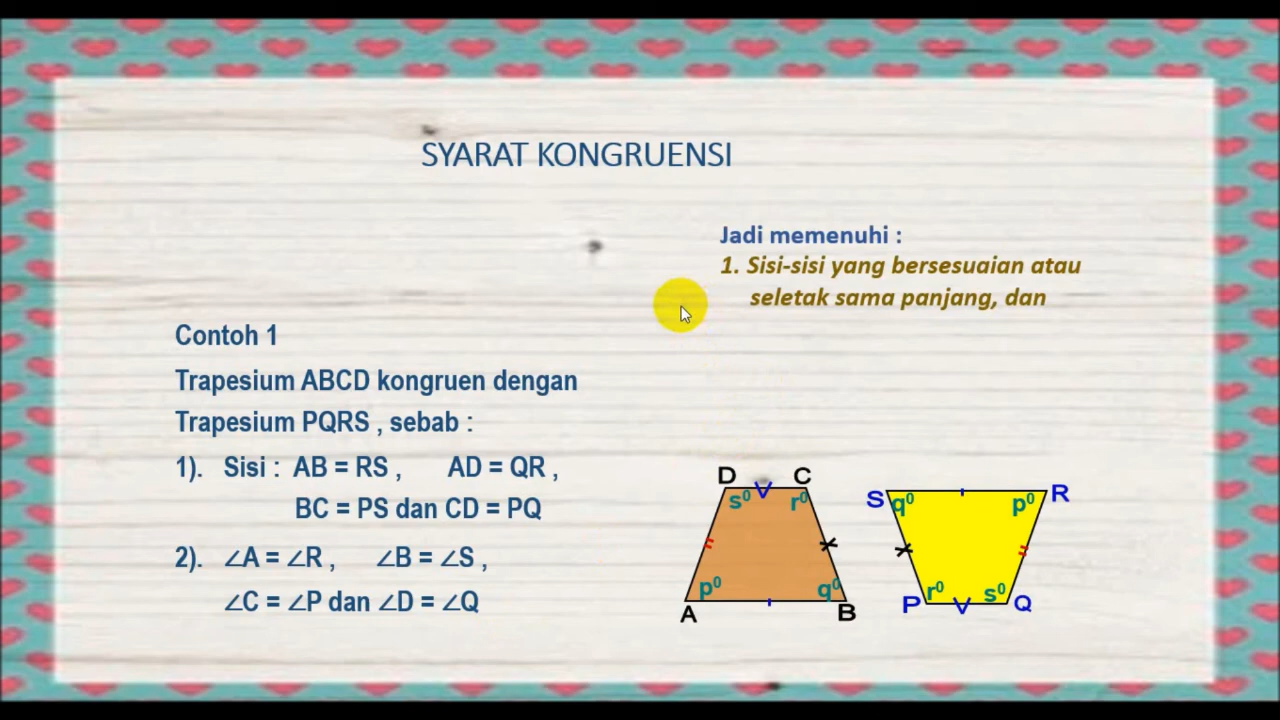 SYARAT KONGRUENSI
Jadi memenuhi :
1. Sisi-sisi yang bersesuaian atau
seletak sama panjang, dan
Contoh 1
Trapesium ABCD kongruen dengan
Trapesium PQRS , sebab :
1). Sisi : AB = RS , AD = QR ,
BC = PS dan CD = PQ
2). ∠A = ∠R , ∠B = ∠S ,
∠C = ∠P dan ∠D = ∠Q
D C
s⁰ r⁰
p⁰ q⁰
A B
S R
q⁰ p⁰
r⁰ s⁰
P Q